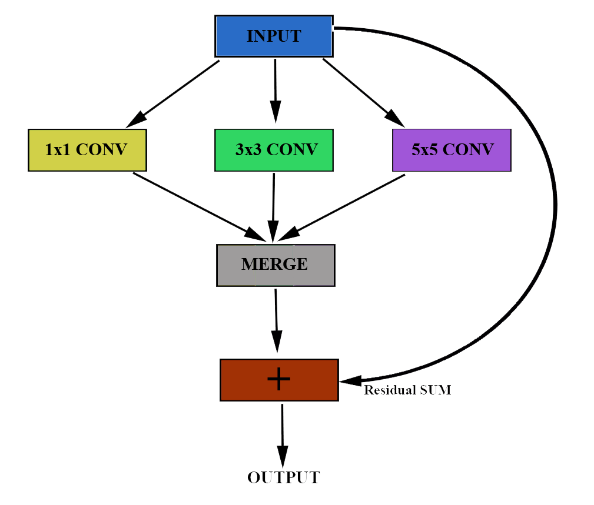 INPUT
1x1 CONV
3x3 CONV
5x5 CONV
MERGE
+
Residual SUM
OUTPUT